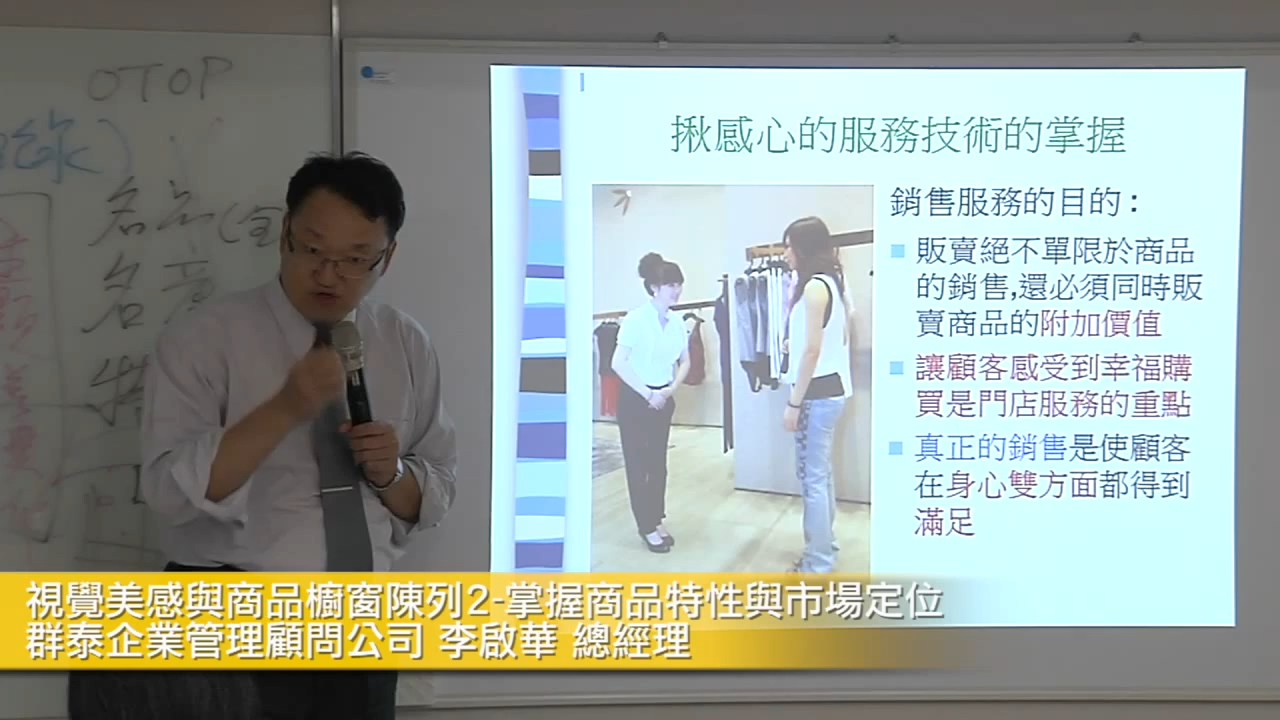 OTOP
名
名
特
揪感心的服務技術的掌握
銷售服務的目的:
販賣絕不單限於商品
的銷售,還必須同時販
賣商品的附加價值
讓顧客感受到幸福購
買是門店服務的重點
真正的銷售是使顧客
在身心雙方面都得到
滿足
視覺美感與商品櫥窗陳列2-掌握商品特性與市場定位
群泰企業管理顧問公司 李啟華 總經理